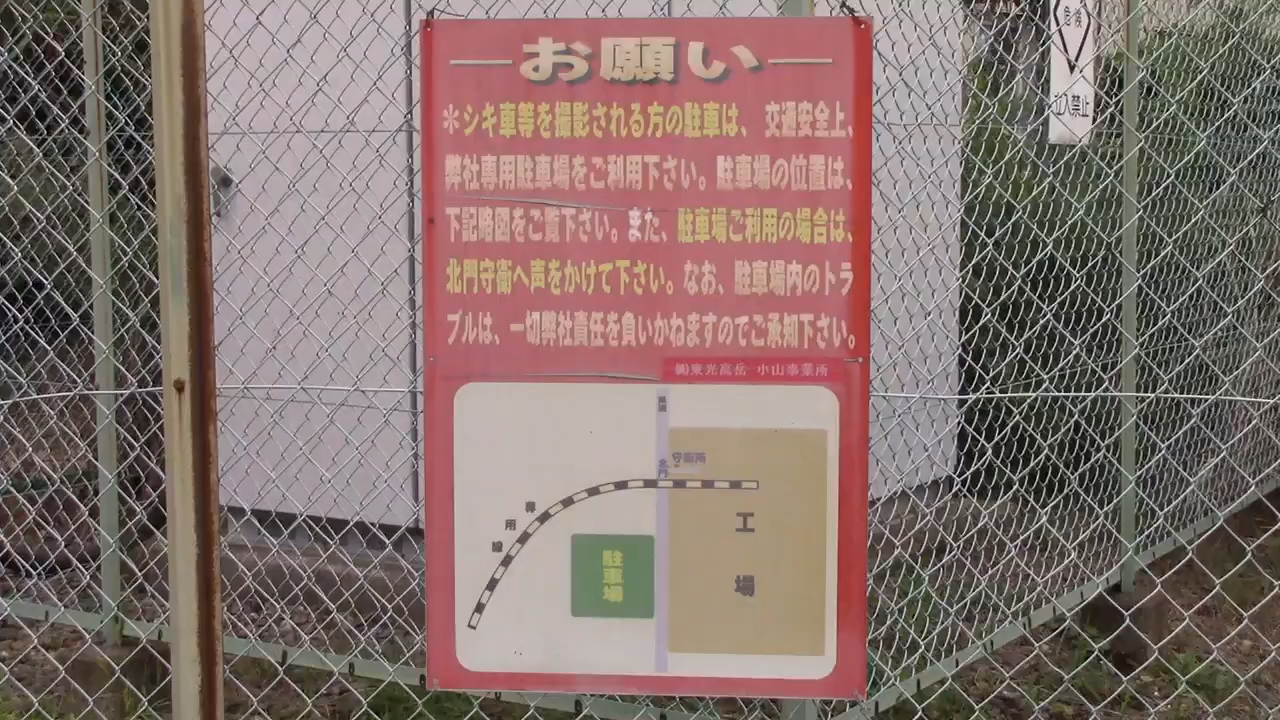 お願い
＊シキ車等を撮影される方の駐車は、交通安全上、
弊社専用駐車場をご利用下さい。駐車場の位置は、
下記略図をご覧下さい。また、駐車場ご利用の場合は、
北門守衛へ声をかけて下さい。なお、駐車場内のトラ
ブルは、一切弊社責任を負いかねますのでご承知下さい。
㈱東光高岳 小山事業所
県道
守衛所
北門
専用線
工場
駐車場
危険
立入禁止